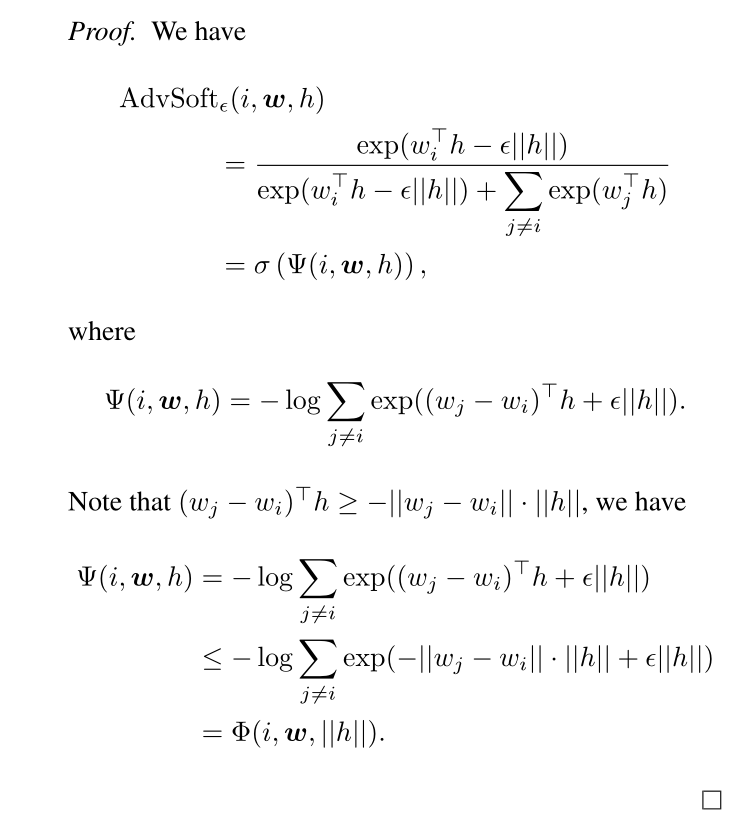 Proof. We have
AdvSoft_ϵ(i, w, h)
= exp(w_i^⊤ h − ϵ||h||) / (exp(w_i^⊤ h − ϵ||h||) + ∑_{j≠i} exp(w_j^⊤ h))
= σ (Ψ(i, w, h)) ,
where
Ψ(i, w, h) = − log ∑_{j≠i} exp((w_j − w_i)^⊤ h + ϵ||h||).
Note that (w_j − w_i)^⊤ h ≥ −||w_j − w_i|| · ||h||, we have
Ψ(i, w, h) = − log ∑_{j≠i} exp((w_j − w_i)^⊤ h + ϵ||h||)
≤ − log ∑_{j≠i} exp(−||w_j − w_i|| · ||h|| + ϵ||h||)
= Φ(i, w, ||h||).
□